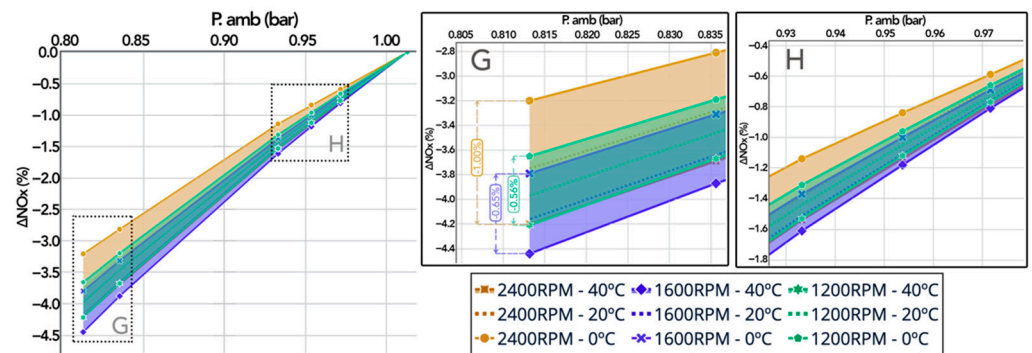 P. amb (bar)
0.80 0.85 0.90 0.95 1.00
0.0
−0.5
−1.0
−1.5
−2.0
−2.5
−3.0
−3.5
−4.0
−4.5
ΔNOx (%)
H
G
P. amb (bar)
0.805 0.810 0.815 0.820 0.825 0.830 0.835
G
−2.8
−3.0
−3.2
−3.4
−3.6
−3.8
−4.0
−4.2
−4.4
ΔNOx (%)
-1.00%
-0.65%
-0.56%
P. amb (bar)
0.93 0.94 0.95 0.96 0.97
H
−0.4
−0.6
−0.8
−1.0
−1.2
−1.4
−1.6
−1.8
ΔNOx (%)
2400RPM - 40ºC 1600RPM - 40ºC 1200RPM - 40ºC
2400RPM - 20ºC 1600RPM - 20ºC 1200RPM - 20ºC
2400RPM - 0ºC 1600RPM - 0ºC 1200RPM - 0ºC